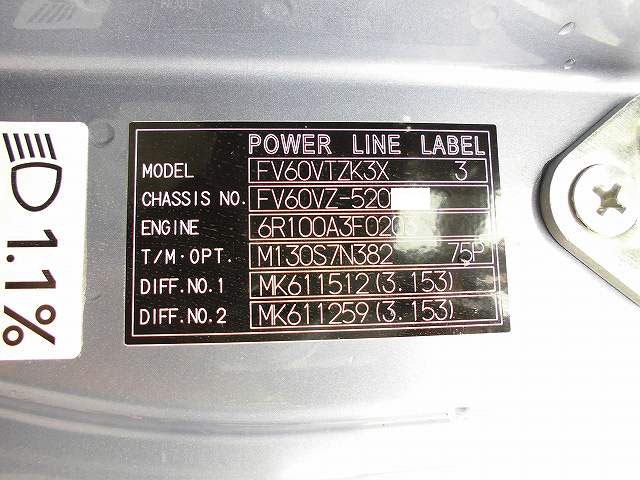 POWER LINE LABEL
MODEL FV60VTZK3X 3
CHASSIS NO. FV60VZ-520
ENGINE 6R100A3F020
T/M·OPT. M130S7N382 75P
DIFF.NO.1 MK611512(3.153)
DIFF.NO.2 MK611259(3.153)
1.1%